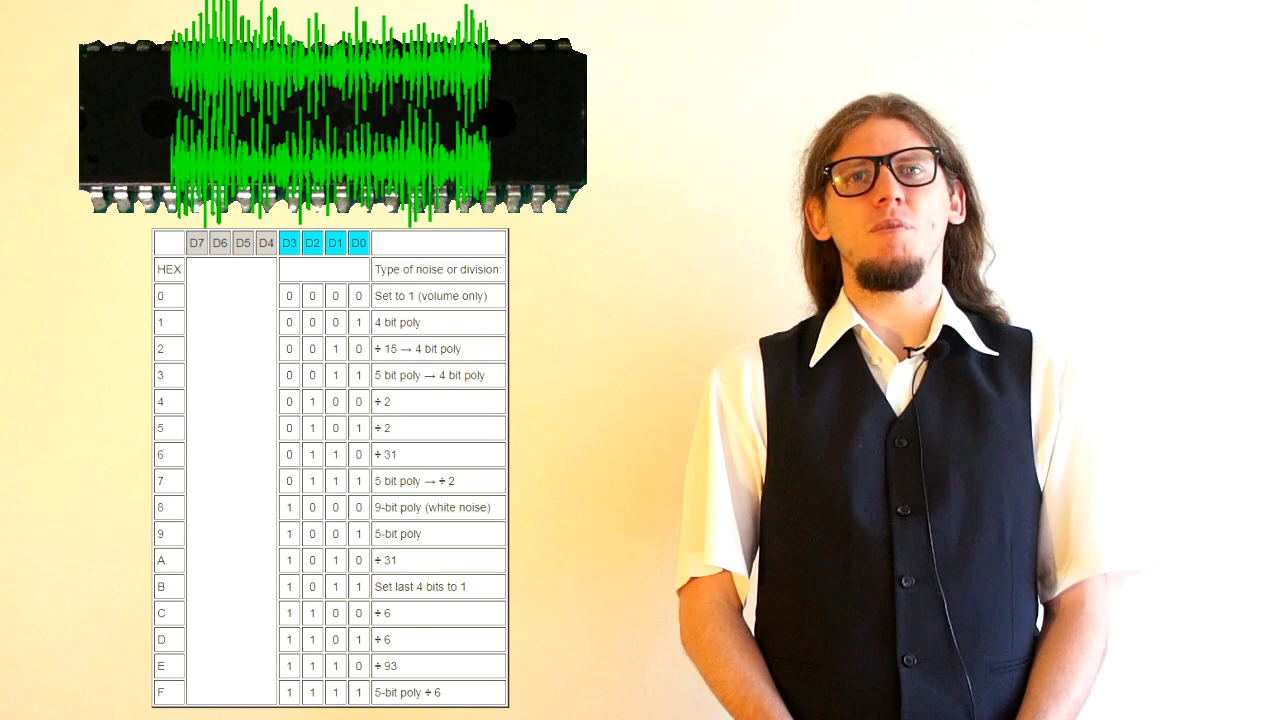 D7 D6 D5 D4 D3 D2 D1 D0
HEX Type of noise or division:
0 0 0 0 0 Set to 1 (volume only)
1 0 0 0 1 4 bit poly
2 0 0 1 0 ÷ 15 → 4 bit poly
3 0 0 1 1 5 bit poly → 4 bit poly
4 0 1 0 0 ÷ 2
5 0 1 0 1 ÷ 2
6 0 1 1 0 ÷ 31
7 0 1 1 1 5 bit poly → ÷ 2
8 1 0 0 0 9-bit poly (white noise)
9 1 0 0 1 5-bit poly
A 1 0 1 0 ÷ 31
B 1 0 1 1 Set last 4 bits to 1
C 1 1 0 0 ÷ 6
D 1 1 0 1 ÷ 6
E 1 1 1 0 ÷ 93
F 1 1 1 1 5-bit poly ÷ 6